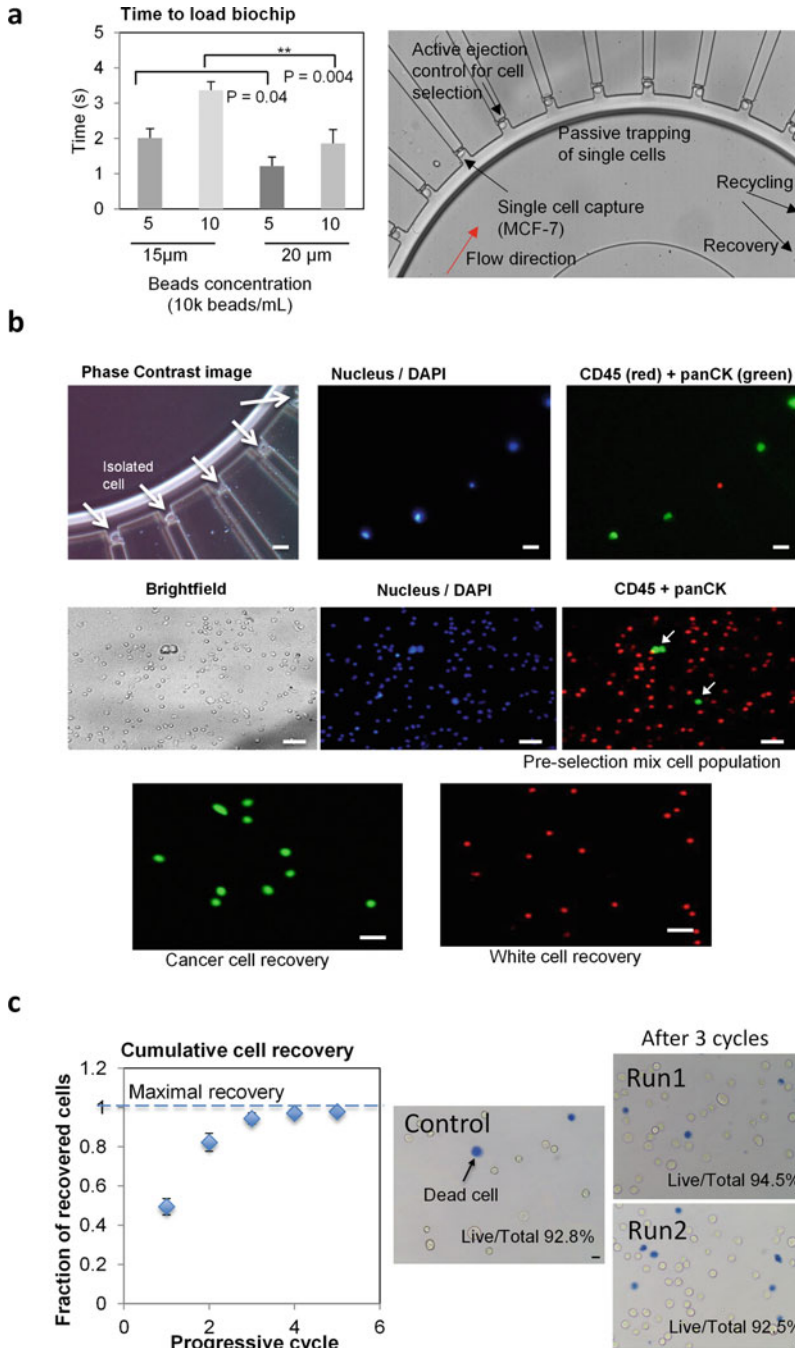 a
Time to load biochip
5
4
3
2
1
0
Time (s)
**
P = 0.004
P = 0.04
5 10 5 10
15µm 20 µm
Beads concentration
(10k beads/mL)
Active ejection
control for cell
selection
Passive trapping
of single cells
Recycling
Single cell capture
(MCF-7)
Recovery
Flow direction
b
Phase Contrast image
Nucleus / DAPI
CD45 (red) + panCK (green)
Isolated
cell
Brightfield
Nucleus / DAPI
CD45 + panCK
Pre-selection mix cell population
Cancer cell recovery
White cell recovery
c
Cumulative cell recovery
1.2
1
0.8
0.6
0.4
0.2
0
Fraction of recovered cells
Maximal recovery
0 2 4 6
Progressive cycle
Control
Dead cell
Live/Total 92.8%
After 3 cycles
Run1
Live/Total 94.5%
Run2
Live/Total 92.5%